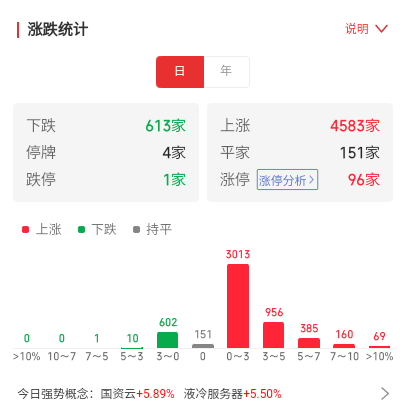 涨跌统计 说明
日 年
下跌 613家 上涨 4583家
停牌 4家 平家 151家
跌停 1家 涨停 涨停分析 96家
上涨 下跌 持平
0 0 1 10 602 151 3013 956 385 160 69
>10% 10～7 7～5 5～3 3～0 0 0～3 3～5 5～7 7～10 >10%
今日强势概念：国资云+5.89% 液冷服务器+5.50%